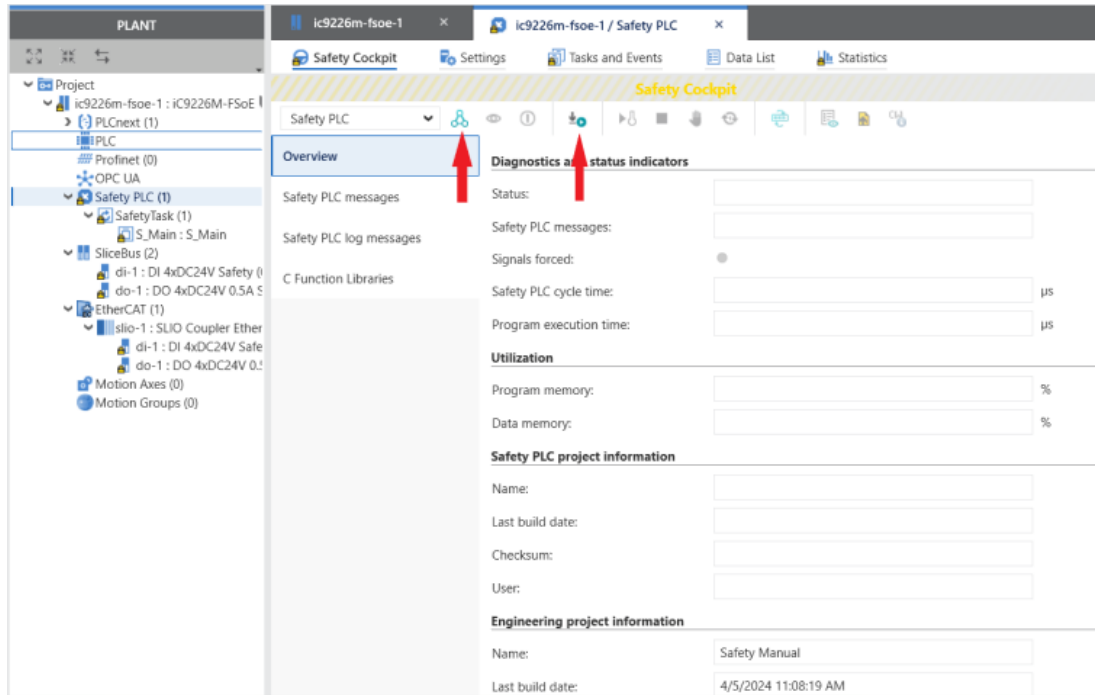 PLANT
Project
ic9226m-fsoe-1 : iC9226M-FSoE
PLCnext (1)
PLC
Profinet (0)
OPC UA
Safety PLC (1)
SafetyTask (1)
S_Main : S_Main
SliceBus (2)
di-1 : DI 4xDC24V Safety
do-1 : DO 4xDC24V 0.5A S
EtherCAT (1)
slio-1 : SLIO Coupler Ether
di-1 : DI 4xDC24V Safe
do-1 : DO 4xDC24V 0.5
Motion Axes (0)
Motion Groups (0)
ic9226m-fsoe-1 × ic9226m-fsoe-1 / Safety PLC ×
Safety Cockpit Settings Tasks and Events Data List Statistics
Safety Cockpit
Safety PLC
Overview
Safety PLC messages
Safety PLC log messages
C Function Libraries
Diagnostics and status indicators
Status:
Safety PLC messages:
Signals forced:
Safety PLC cycle time: μs
Program execution time: μs
Utilization
Program memory: %
Data memory: %
Safety PLC project information
Name:
Last build date:
Checksum:
User:
Engineering project information
Name: Safety Manual
Last build date: 4/5/2024 11:08:19 AM